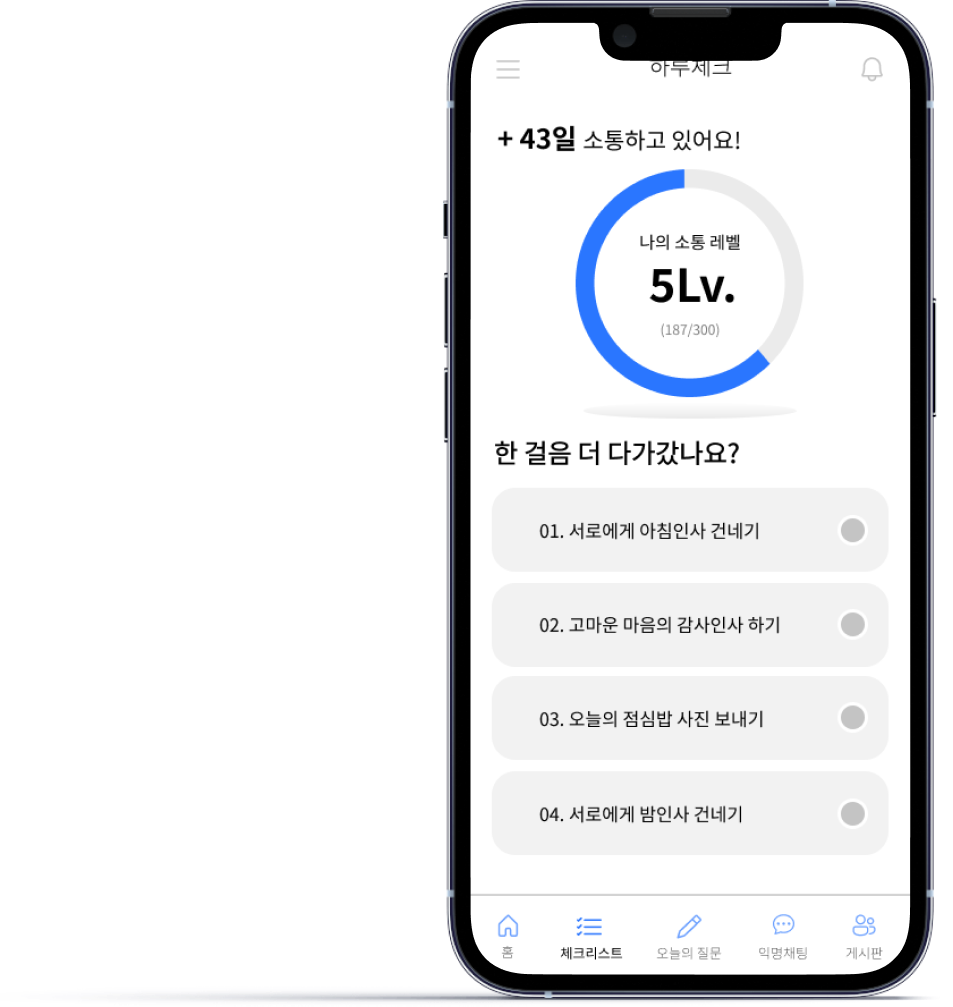 + 43일 소통하고 있어요!
나의 소통 레벨
5Lv.
(187/300)
한 걸음 더 다가갔나요?
01. 서로에게 아침인사 건네기
02. 고마운 마음의 감사인사 하기
03. 오늘의 점심밥 사진 보내기
04. 서로에게 밤인사 건네기
홈 체크리스트 오늘의 질문 익명채팅 게시판